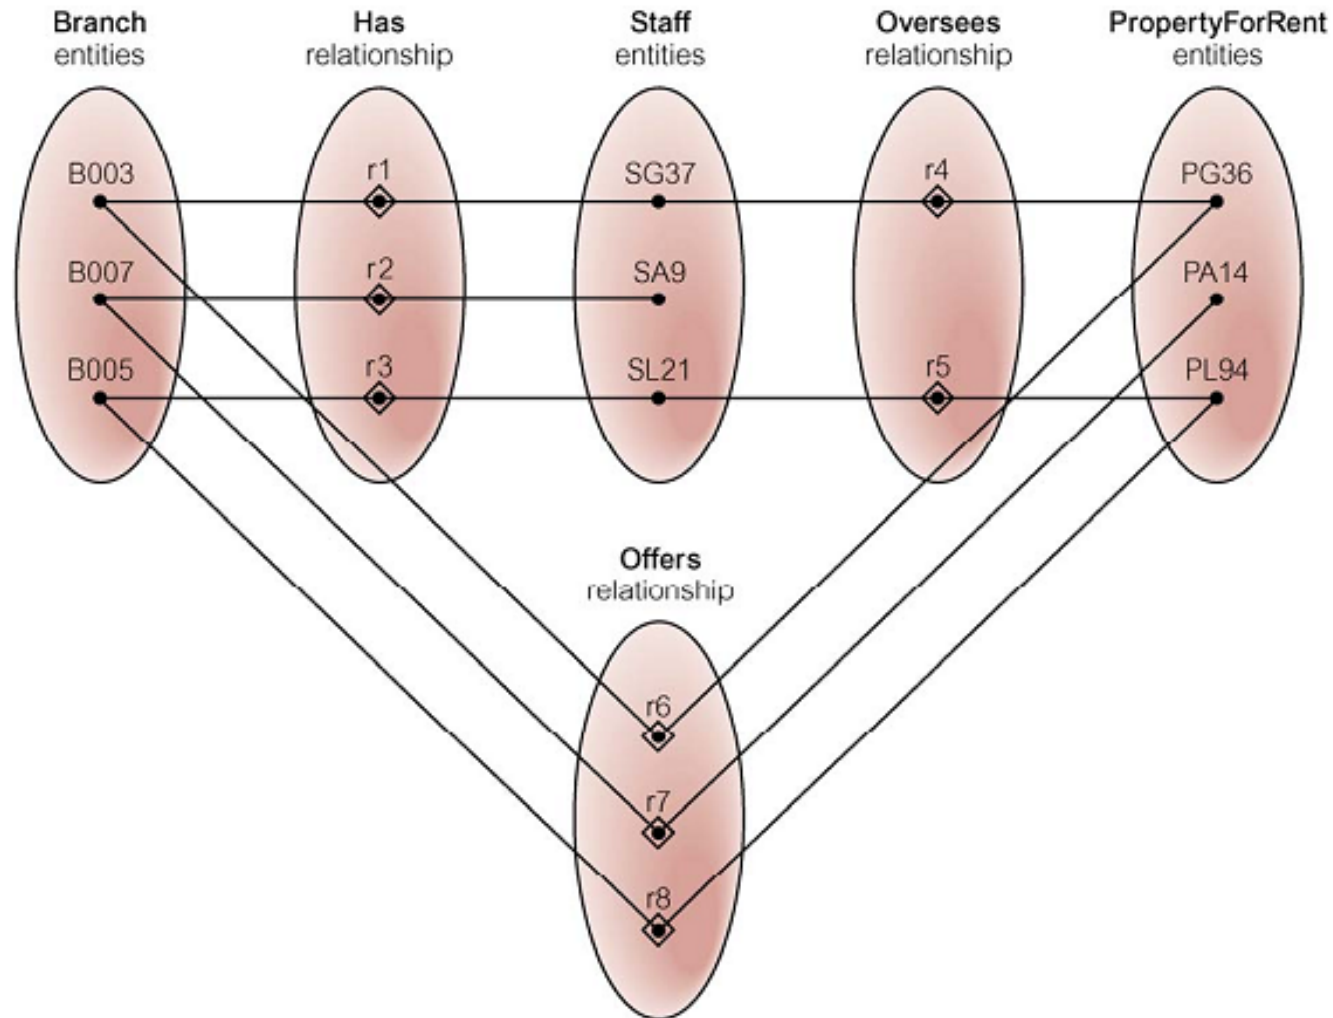 Branch
entities
Has
relationship
Staff
entities
Oversees
relationship
PropertyForRent
entities
B003
r1
SG37
r4
PG36
B007
r2
SA9
PA14
B005
r3
SL21
r5
PL94
Offers
relationship
r6
r7
r8